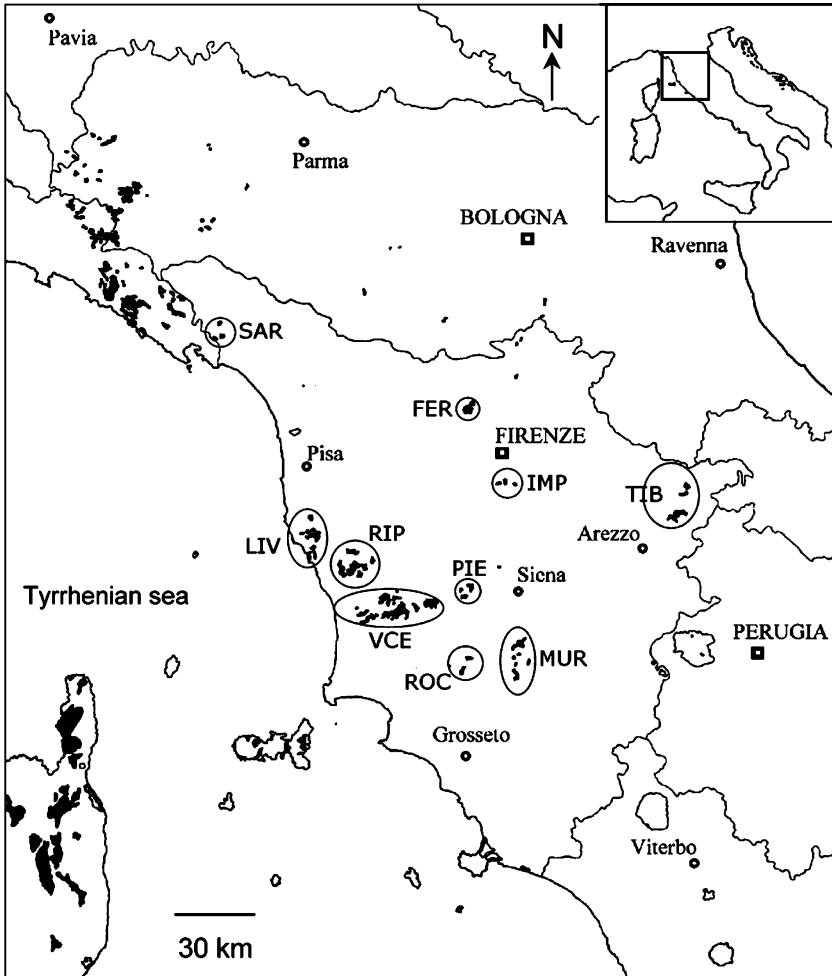 Pavia
N
Parma
BOLOGNA
Ravenna
SAR
FER
FIRENZE
Pisa
IMP
TIB
Arezzo
LIV
RIP
PIE
Siena
Tyrrhenian sea
VCE
PERUGIA
ROC
MUR
Grosseto
Viterbo
30 km